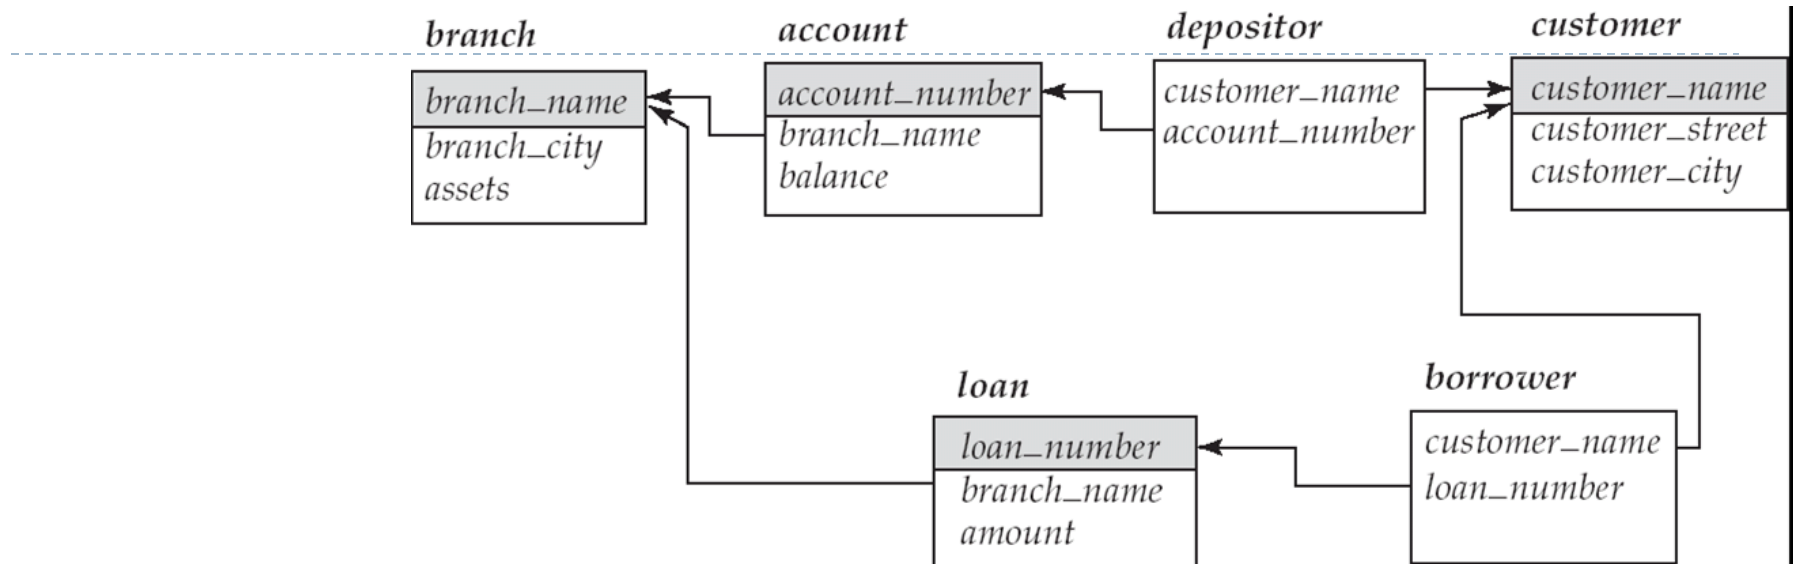 branch
branch_name
branch_city
assets
account
account_number
branch_name
balance
depositor
customer_name
account_number
customer
customer_name
customer_street
customer_city
loan
loan_number
branch_name
amount
borrower
customer_name
loan_number